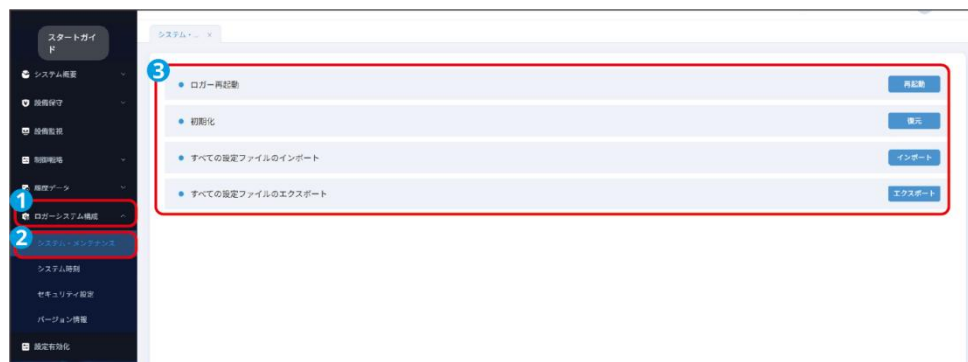 スタートガイ
ド
システム概要
設備保守
設備監視
制御戦略
履歴データ
1
ロガーシステム構成
2
システム・メンテナンス
システム時刻
セキュリティ設定
バージョン情報
設定有効化
システム・... ×
3
ロガー再起動
再起動
初期化
復元
すべての設定ファイルのインポート
インポート
すべての設定ファイルのエクスポート
エクスポート